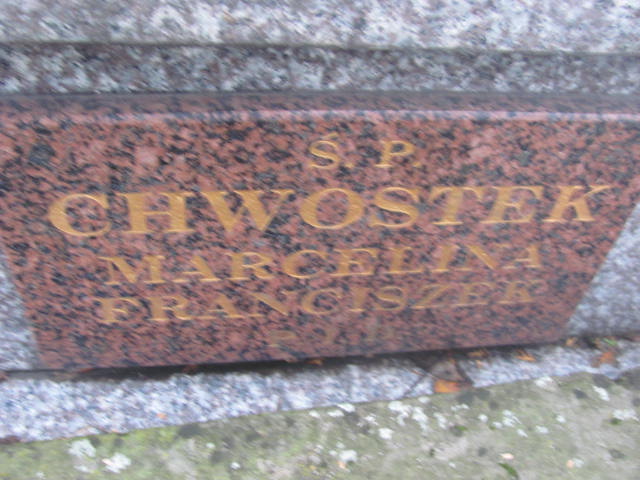 Ś. P.
CHWOSTEK
MARCELINA
FRANCISZEK